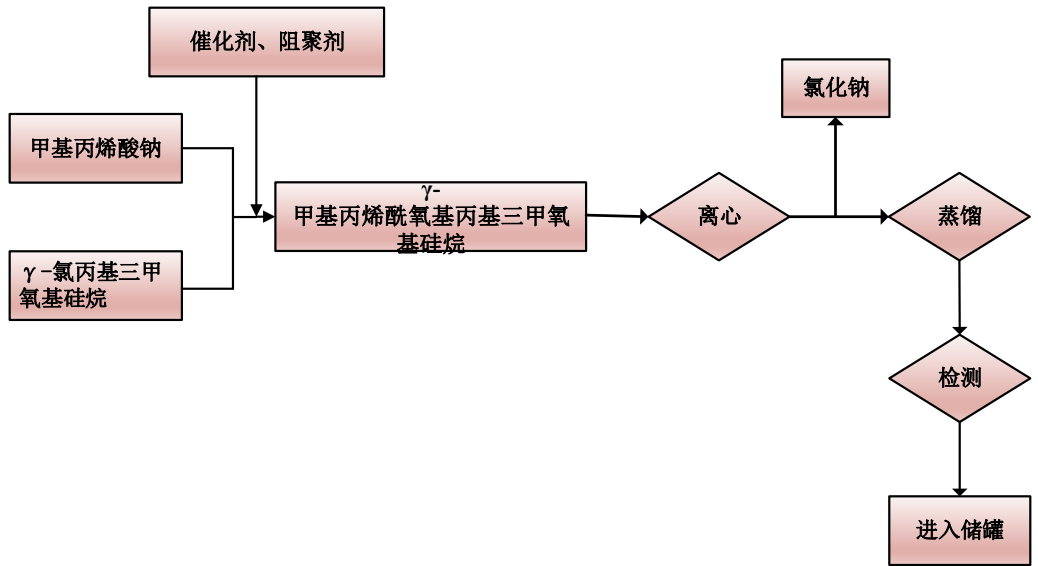 催化剂、阻聚剂
氯化钠
甲基丙烯酸钠
γ-
甲基丙烯酰氧基丙基三甲氧
基硅烷
离心
蒸馏
γ-氯丙基三甲
氧基硅烷
检测
进入储罐